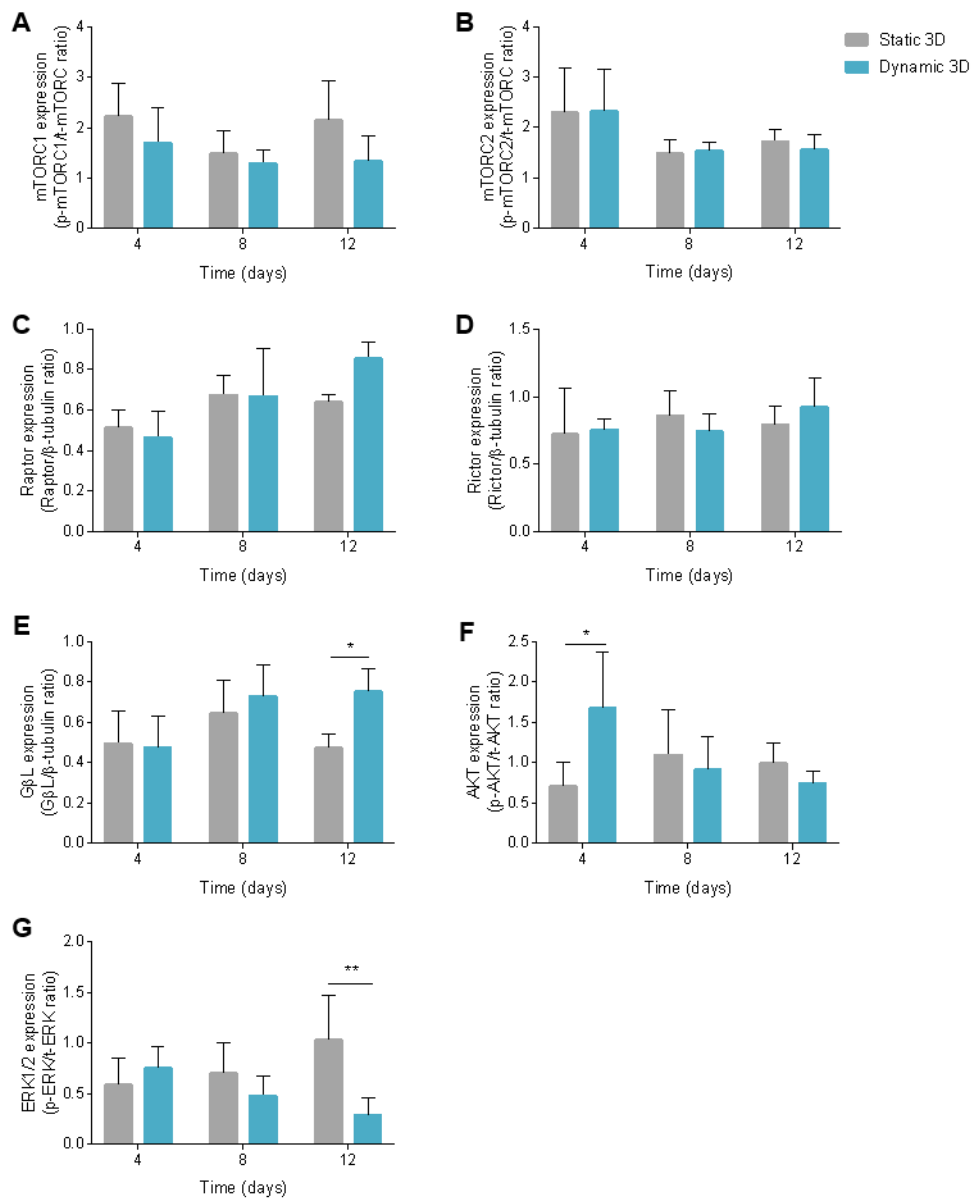 A
mTORC1 expression
(p-mTORC1/t-mTORC ratio)
4
3
2
1
0
4 8 12
Time (days)
B
mTORC2 expression
(p-mTORC2/t-mTORC ratio)
4
3
2
1
0
4 8 12
Time (days)
Static 3D
Dynamic 3D
C
Raptor expression
(Raptor/β-tubulin ratio)
1.0
0.8
0.6
0.4
0.2
0.0
4 8 12
Time (days)
D
Rictor expression
(Rictor/β-tubulin ratio)
1.5
1.0
0.5
0.0
4 8 12
Time (days)
E
GβL expression
(GβL/β-tubulin ratio)
1.0
0.8
0.6
0.4
0.2
0.0
*
4 8 12
Time (days)
F
AKT expression
(p-AKT/t-AKT ratio)
2.5
2.0
1.5
1.0
0.5
0.0
*
4 8 12
Time (days)
G
ERK1/2 expression
(p-ERK/t-ERK ratio)
2.0
1.5
1.0
0.5
0.0
**
4 8 12
Time (days)